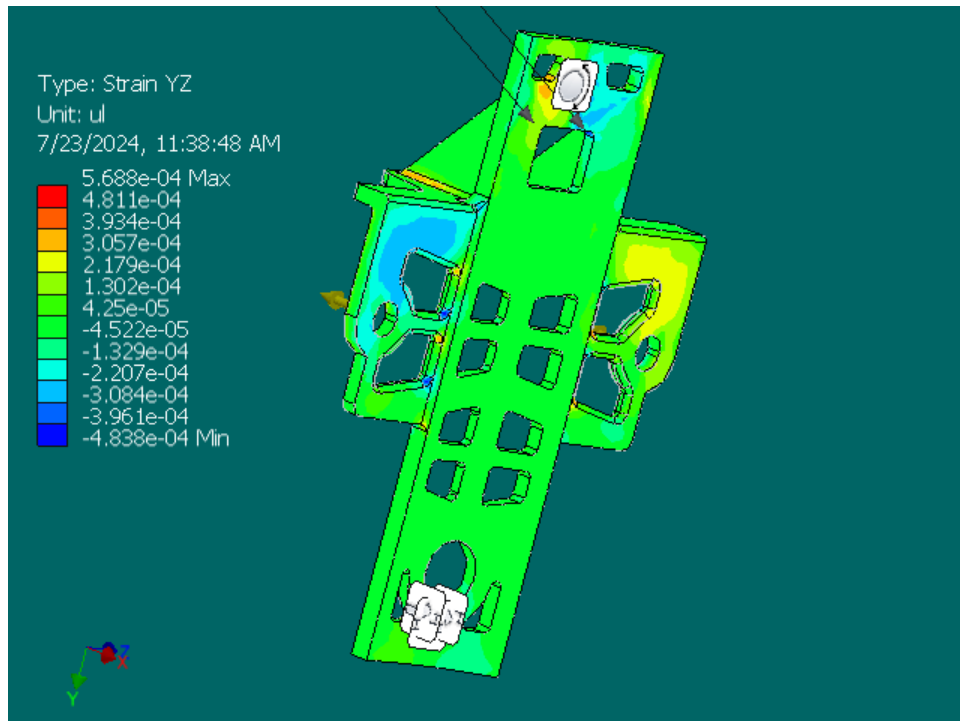 Type: Strain YZ
Unit: ul
7/23/2024, 11:38:48 AM
5.688e-04 Max
4.811e-04
3.934e-04
3.057e-04
2.179e-04
1.302e-04
4.25e-05
-4.522e-05
-1.329e-04
-2.207e-04
-3.084e-04
-3.961e-04
-4.838e-04 Min
Z
X
Y